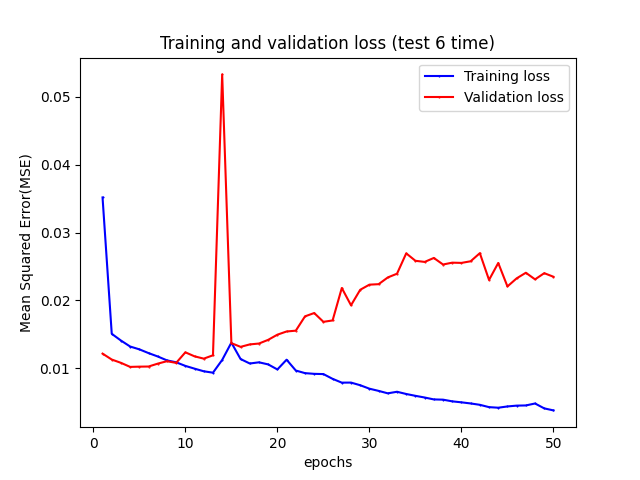 Training and validation loss (test 6 time)
Training loss
Validation loss
0.05
0.04
0.03
0.02
0.01
Mean Squared Error(MSE)
0 10 20 30 40 50
epochs